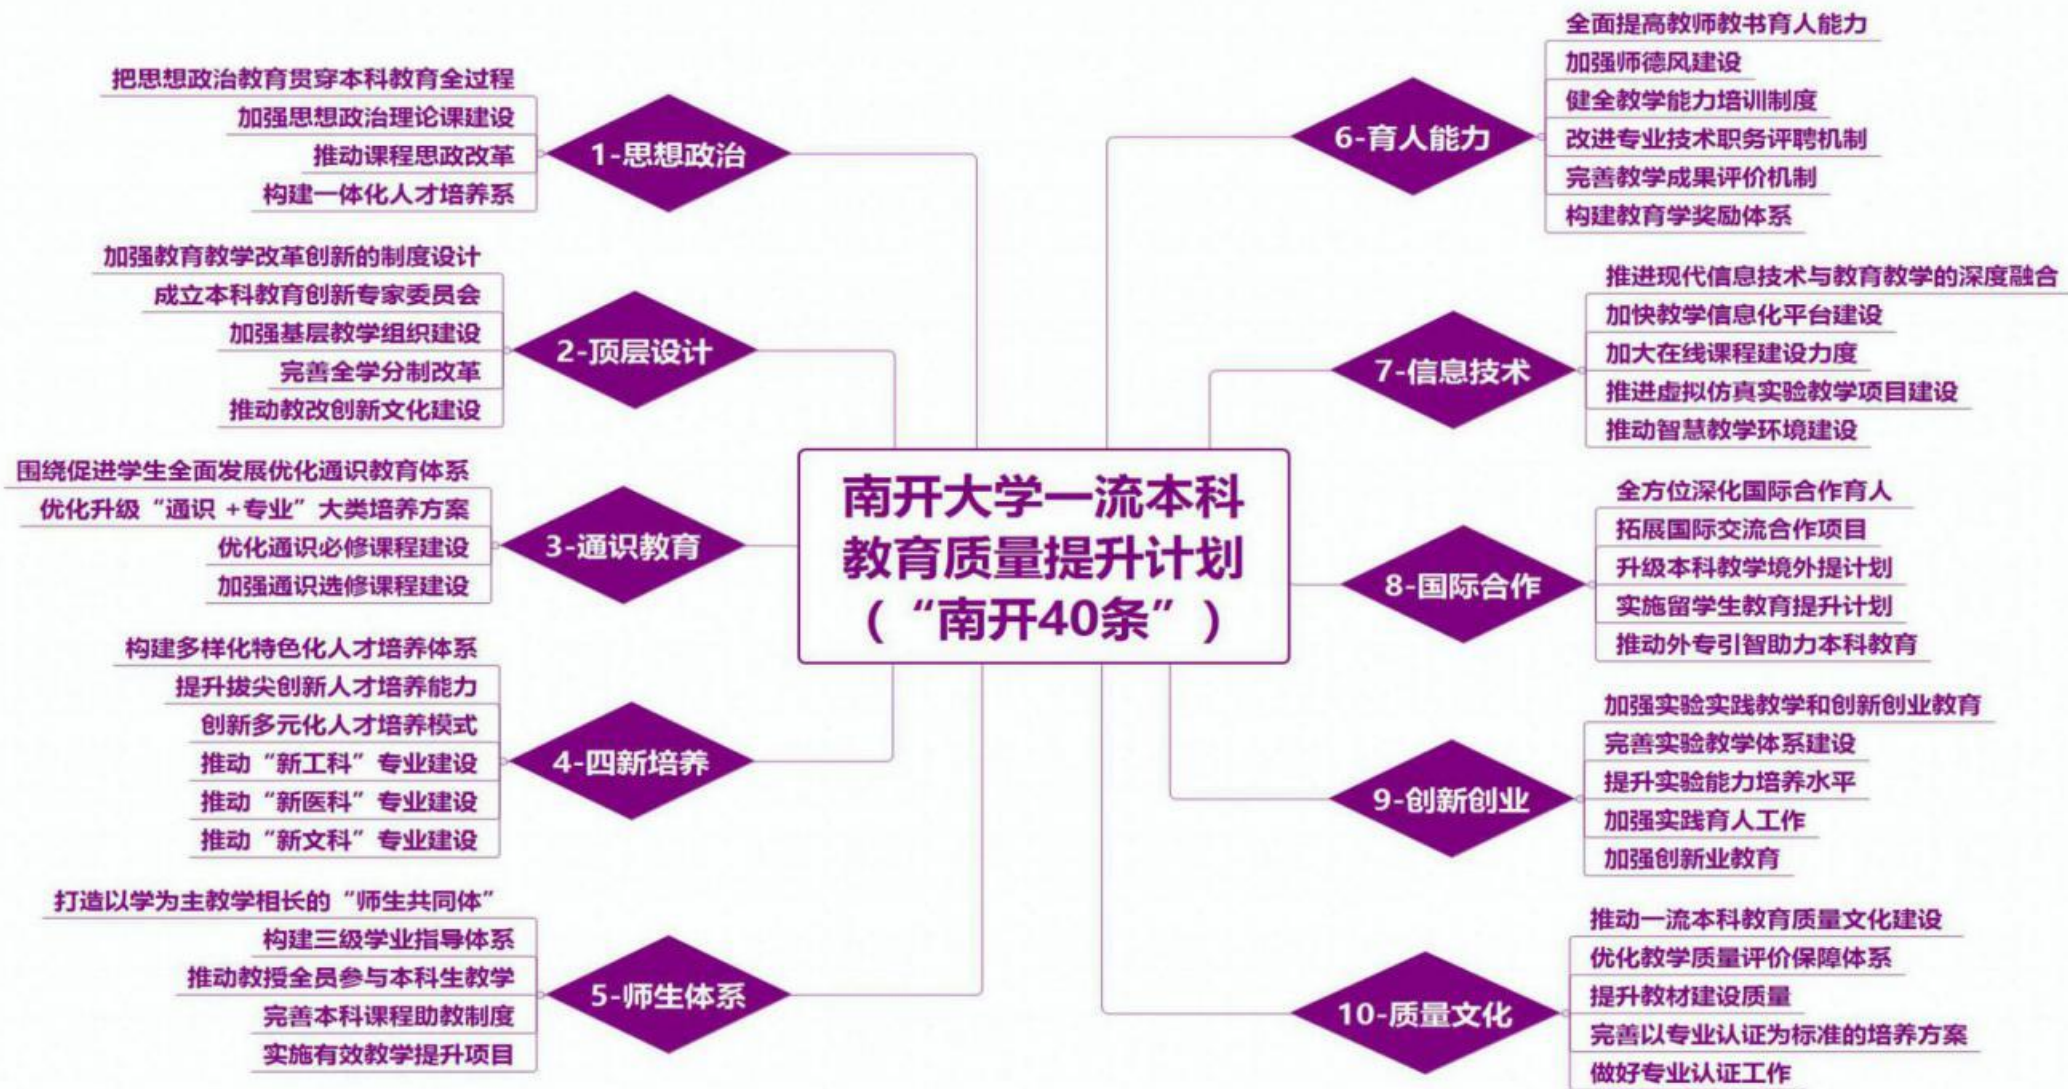 南开大学一流本科
教育质量提升计划
（“南开40条”）
1-思想政治
把思想政治教育贯穿本科教育全过程
加强思想政治理论课建设
推动课程思政改革
构建一体化人才培养系
2-顶层设计
加强教育教学改革创新的制度设计
成立本科教育创新专家委员会
加强基层教学组织建设
完善全学分制改革
推动教改创新文化建设
3-通识教育
围绕促进学生全面发展优化通识教育体系
优化升级“通识 +专业”大类培养方案
优化通识必修课程建设
加强通识选修课程建设
4-四新培养
构建多样化特色化人才培养体系
提升拔尖创新人才培养能力
创新多元化人才培养模式
推动“新工科”专业建设
推动“新医科”专业建设
推动“新文科”专业建设
5-师生体系
打造以学为主教学相长的“师生共同体”
构建三级学业指导体系
推动教授全员参与本科生教学
完善本科课程助教制度
实施有效教学提升项目
6-育人能力
全面提高教师教书育人能力
加强师德风建设
健全教学能力培训制度
改进专业技术职务评聘机制
完善教学成果评价机制
构建教育学奖励体系
7-信息技术
推进现代信息技术与教育教学的深度融合
加快教学信息化平台建设
加大在线课程建设力度
推进虚拟仿真实验教学项目建设
推动智慧教学环境建设
8-国际合作
全方位深化国际合作育人
拓展国际交流合作项目
升级本科教学境外提计划
实施留学生教育提升计划
推动外专引智助力本科教育
9-创新创业
加强实验实践教学和创新创业教育
完善实验教学体系建设
提升实验能力培养水平
加强实践育人工作
加强创新业教育
10-质量文化
推动一流本科教育质量文化建设
优化教学质量评价保障体系
提升教材建设质量
完善以专业认证为标准的培养方案
做好专业认证工作